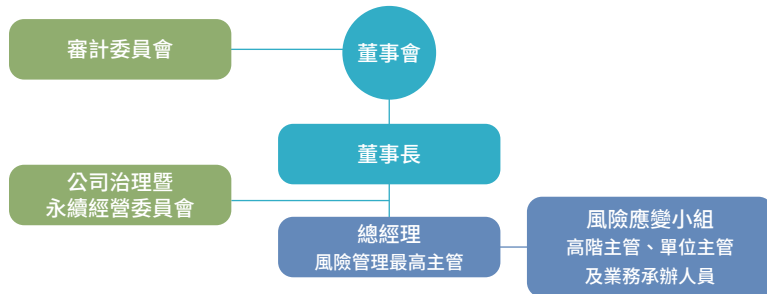 審計委員會
董事會
董事長
公司治理暨
永續經營委員會
總經理
風險管理最高主管
風險應變小組
高階主管、單位主管
及業務承辦人員